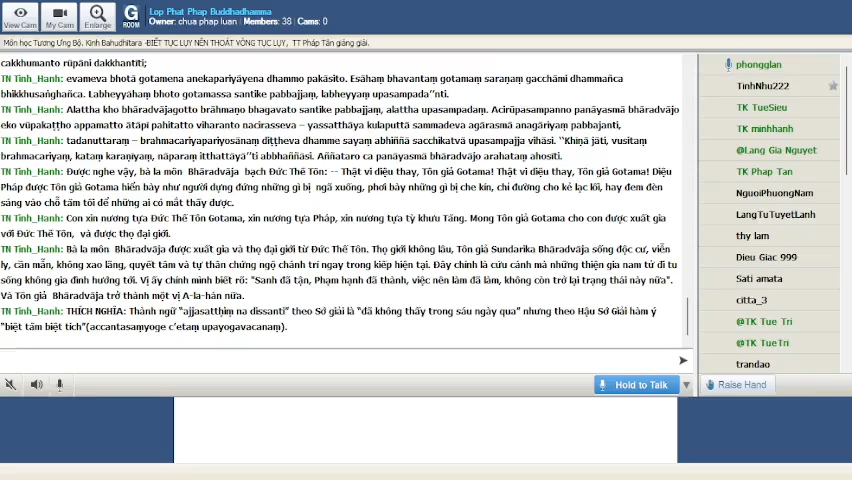 Lop Phat Phap Buddhadhamma
Owner: chua phap luan | Members: 38 | Cams: 0
View Cam
My Cam
Enlarge
G
ROOM
Môn học Tương Ưng Bộ. Kinh Bahudhitara -BIẾT TỤC LỤY NÊN THOÁT VÒNG TỤC LỤY, TT Pháp Tân giảng giải.
cakkhumanto rūpāni dakkhantīti;
TN Tinh_Hanh: evameva bhotā gotamena anekapariyāyena dhammo pakāsito. Esāhaṃ bhavantaṃ gotamaṃ saraṇaṃ gacchāmi dhammañca
bhikkhusaṅghañca. Labheyyāhaṃ bhoto gotamassa santike pabbajjaṃ, labheyyaṃ upasampada’’nti.
TN Tinh_Hanh: Alattha kho bhāradvājagotto brāhmaṇo bhagavato santike pabbajjaṃ, alattha upasampadaṃ. Acirūpasampanno panāyasmā bhāradvājo
eko vūpakaṭṭho appamatto ātāpī pahitatto viharanto nacirasseva – yassatthāya kulaputtā sammadeva agārasmā anagāriyaṃ pabbajanti,
TN Tinh_Hanh: tadanuttaraṃ – brahmacariyapariyosānaṃ diṭṭheva dhamme sayaṃ abhiññā sacchikatvā upasampajja vihāsi. ‘‘Khīṇā jāti, vusitaṃ
brahmacariyaṃ, kataṃ karaṇīyaṃ, nāparaṃ itthattāyā’’ti abbhaññāsi. Aññataro ca panāyasmā bhāradvājo arahataṃ ahosīti.
TN Tinh_Hanh: Được nghe vậy, bà la môn Bhāradvāja bạch Đức Thế Tôn: -- Thật vi diệu thay, Tôn giả Gotama! Thật vi diệu thay, Tôn giả Gotama! Diệu
Pháp được Tôn giả Gotama hiển bày như người dựng đứng những gì bị ngã xuống, phơi bày những gì bị che kín, chỉ đường cho kẻ lạc lối, hay đem đèn
sáng vào chỗ tăm tối để những ai có mắt thấy được.
TN Tinh_Hanh: Con xin nương tựa Đức Thế Tôn Gotama, xin nương tựa Pháp, xin nương tựa tỳ khưu Tăng. Mong Tôn giả Gotama cho con được xuất gia
với Đức Thế Tôn, và được thọ đại giới.
TN Tinh_Hanh: Bà la môn Bhāradvāja được xuất gia và thọ đại giới từ Đức Thế Tôn. Thọ giới không lâu, Tôn giả Sundarika Bhāradvāja sống độc cư, viễn
ly, cần mẫn, không xao lãng, quyết tâm và tự thân chứng ngộ chánh trí ngay trong kiếp hiện tại. Đây chính là cứu cánh mà những thiện gia nam tử đi tu
sống không gia đình hướng tới. Vị ấy chính mình biết rõ: "Sanh đã tận, Phạm hạnh đã thành, việc nên làm đã làm, không còn trở lại trạng thái này nữa".
Và Tôn giả Bhāradvāja trở thành một vị A-la-hán nữa.
TN Tinh_Hanh: THÍCH NGHĨA: Thành ngữ “ajjasaṭṭhiṃ na dissanti” theo Sớ giải là “đã không thấy trong sáu ngày qua” nhưng theo Hậu Sớ Giải hàm ý
“biệt tăm biệt tích”(accantasaṃyoge c’etaṃ upayogavacanaṃ).
Hold to Talk
phongglan
TinhNhu222
TK TueSieu
TK minhhanh
@Lang Gia Nguyet
TK Phap Tan
NguoiPhuongNam
LangTuTuyetLanh
thy lam
Dieu Giac 999
Sati amata
citta_3
@TK Tue Tri
@TK TueTri
trandao
Raise Hand